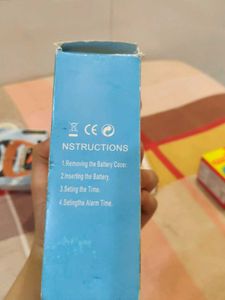 CE
NSTRUCTIONS
1.Removing the Battery Cover.
2.Inserting the Battery.
3.Seting the Time.
4.Setingthe Alarm Time.